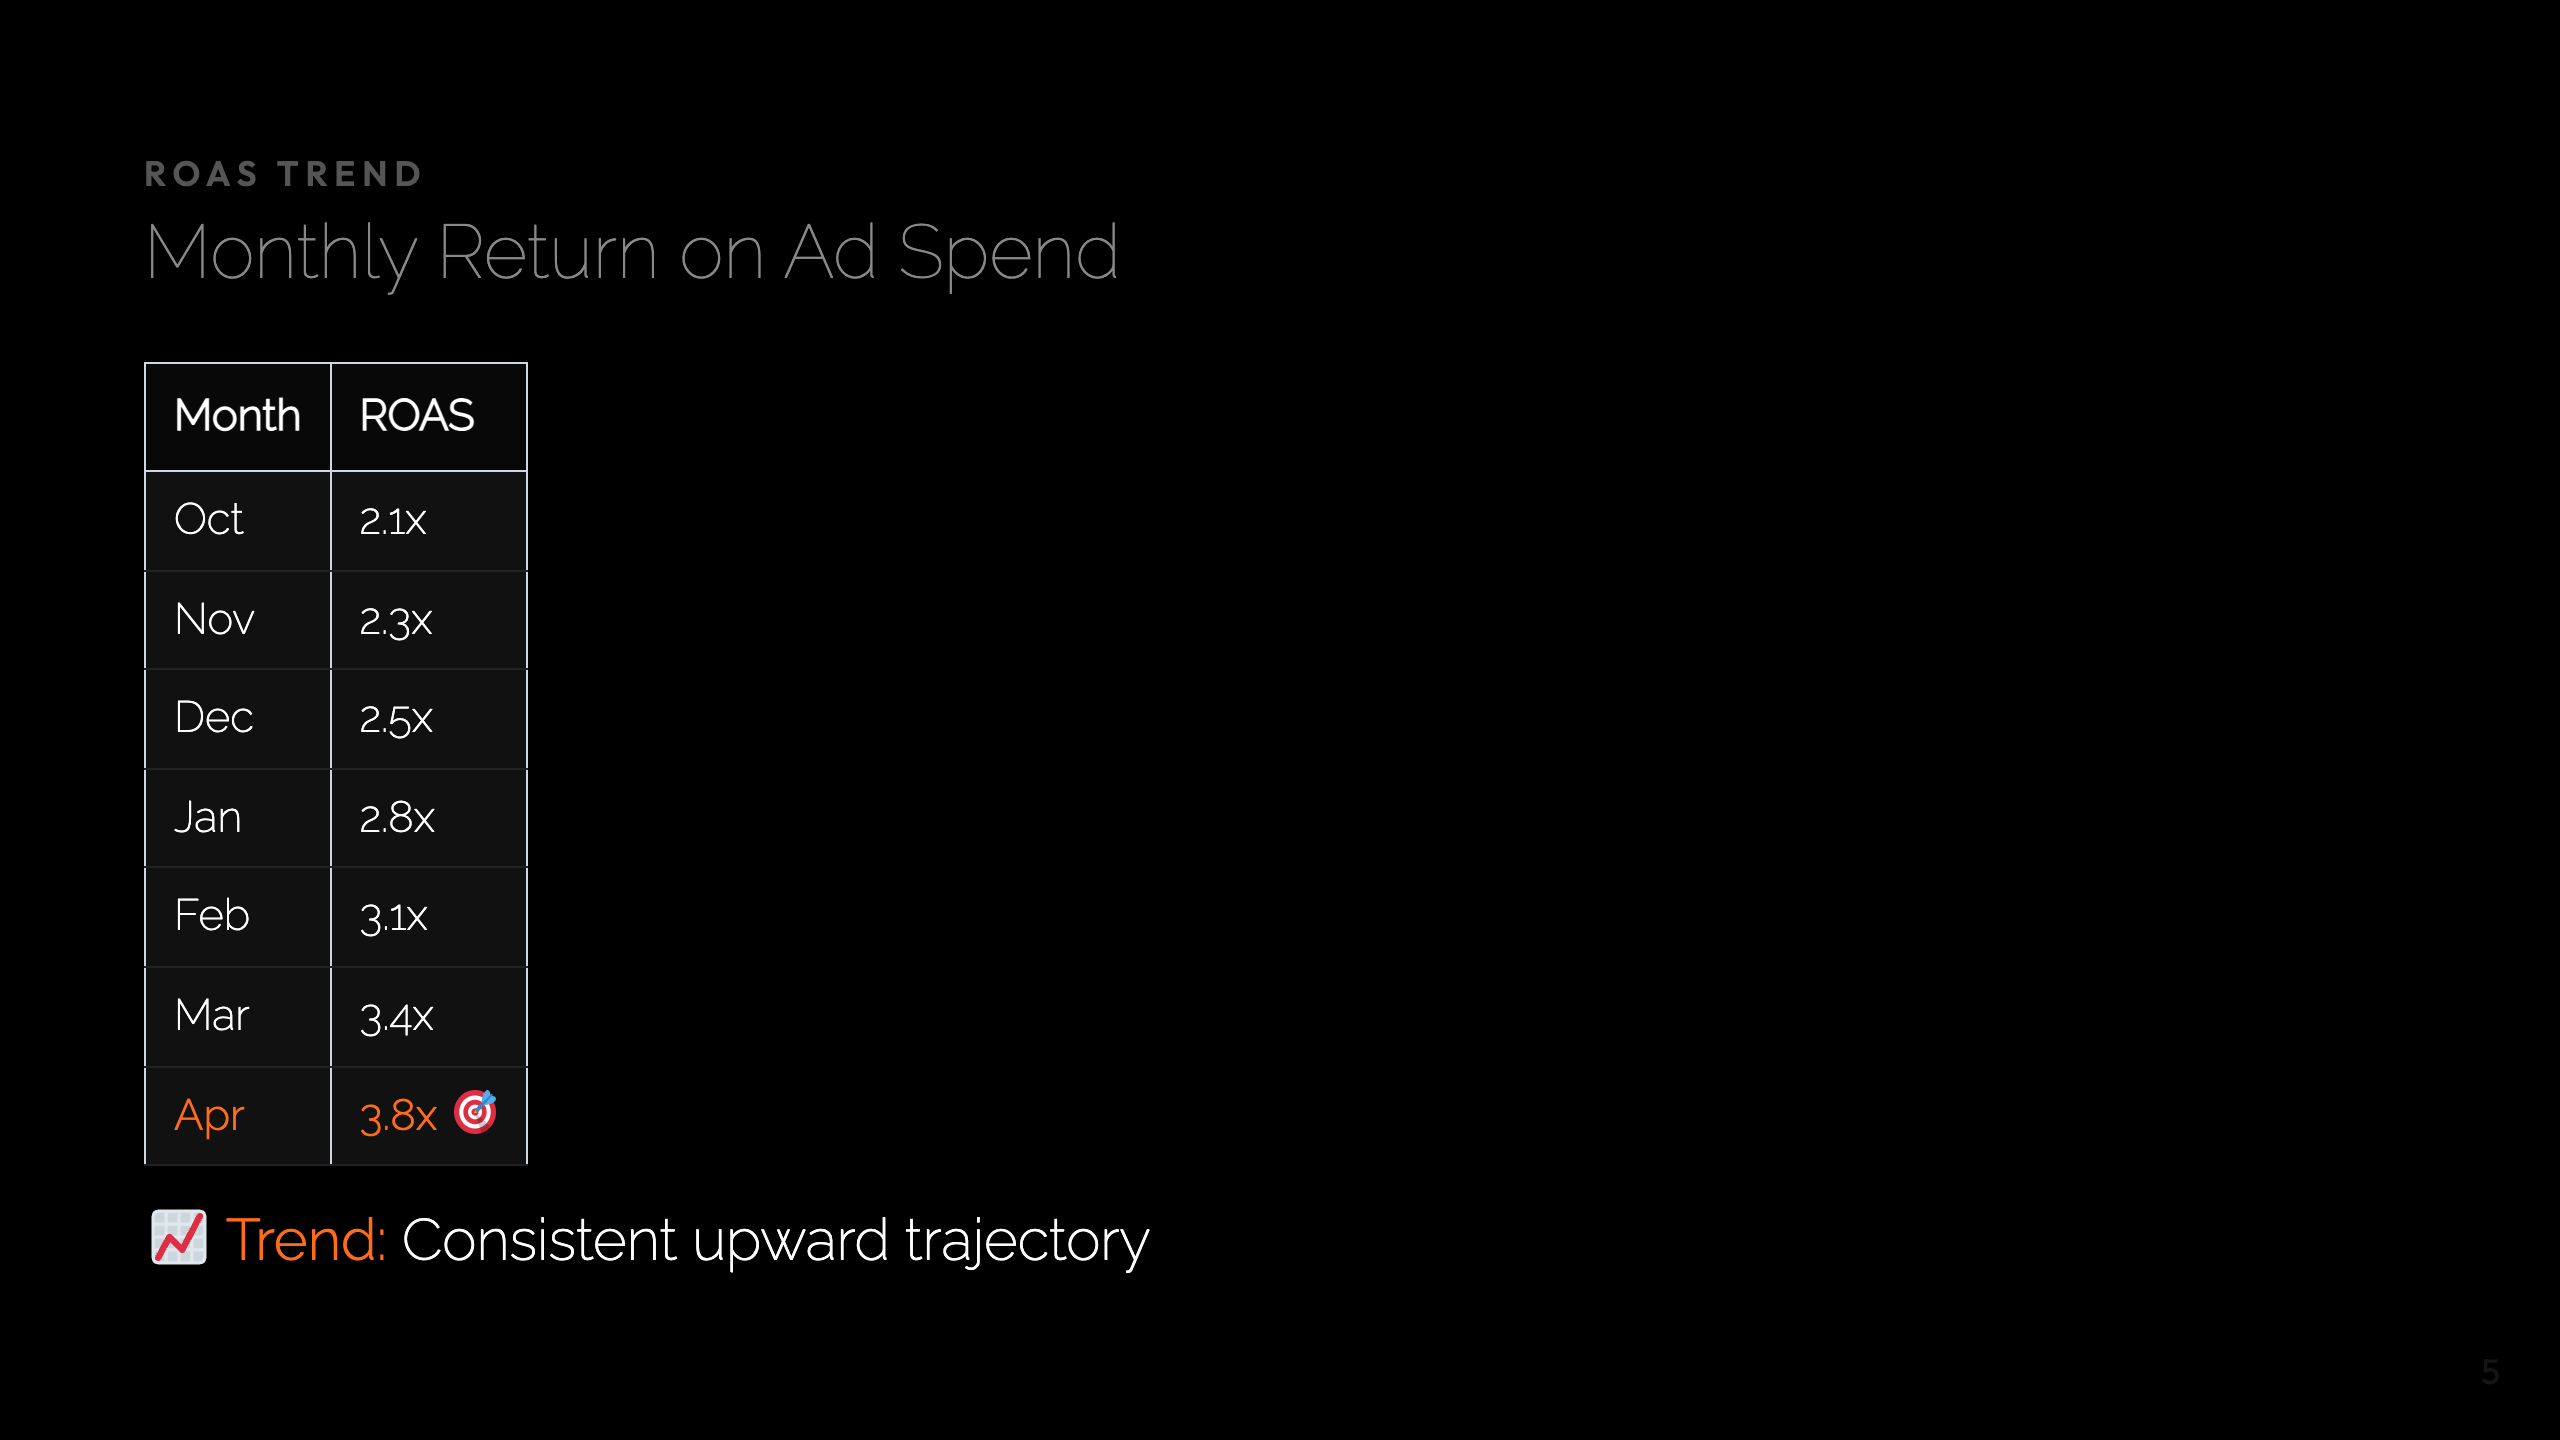 ROAS TREND
Monthly Return on Ad Spend
Month ROAS
Oct 2.1x
Nov 2.3x
Dec 2.5x
Jan 2.8x
Feb 3.1x
Mar 3.4x
Apr 3.8x 🎯
📈 Trend: Consistent upward trajectory
5